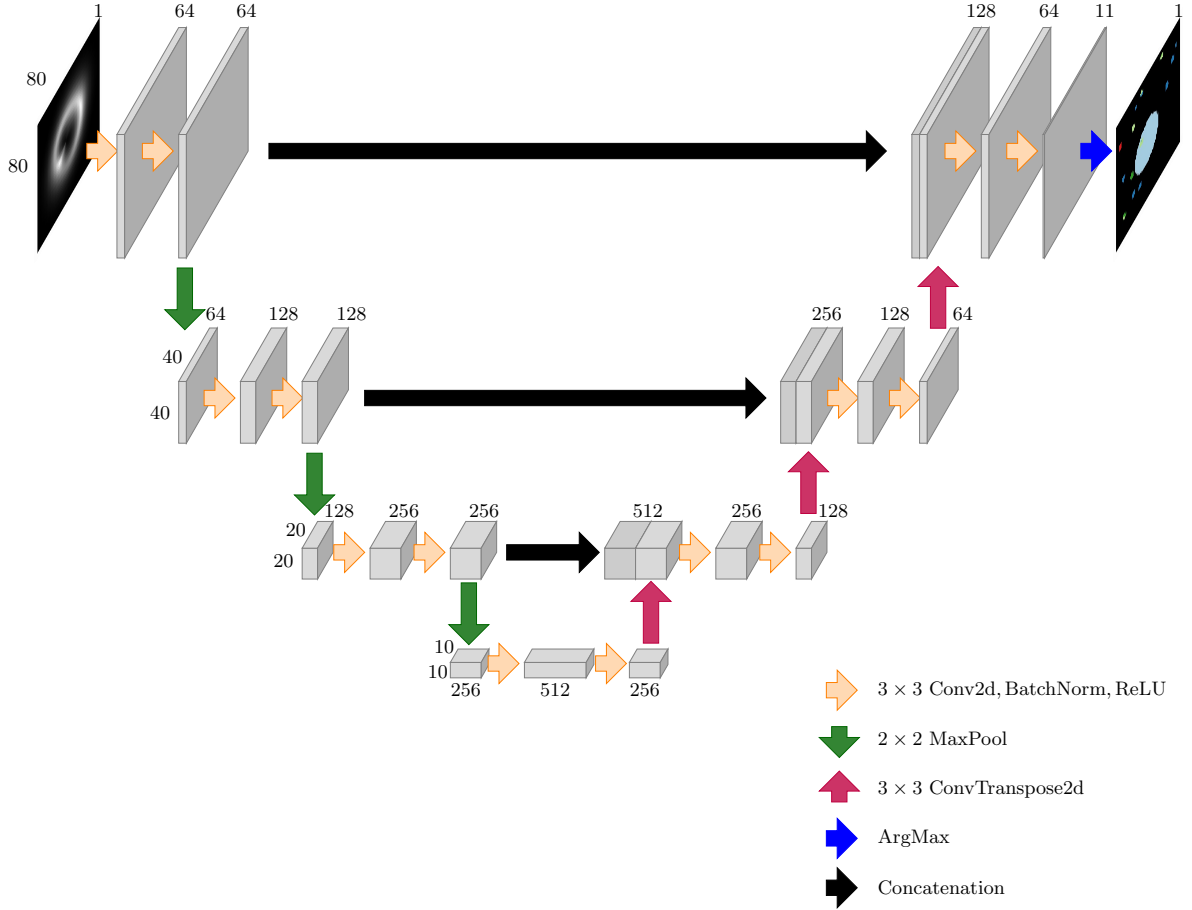 1 64 64 128 64 11 1
80
80
64 128 128 256 128 64
40
40
128 256 256 512 256 128
20
20
10
10
256 512 256
3 × 3 Conv2d, BatchNorm, ReLU
2 × 2 MaxPool
3 × 3 ConvTranspose2d
ArgMax
Concatenation